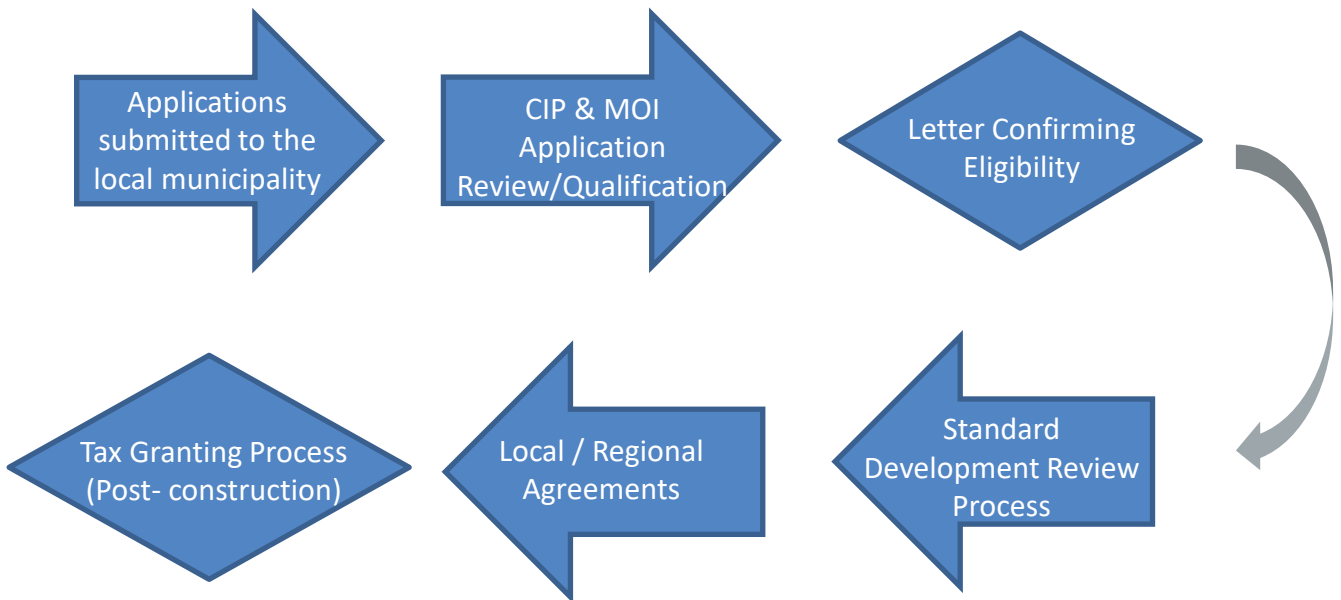 Applications
submitted to the
local municipality
CIP & MOI
Application
Review/Qualification
Letter Confirming
Eligibility
Standard
Development Review
Process
Local / Regional
Agreements
Tax Granting Process
(Post- construction)